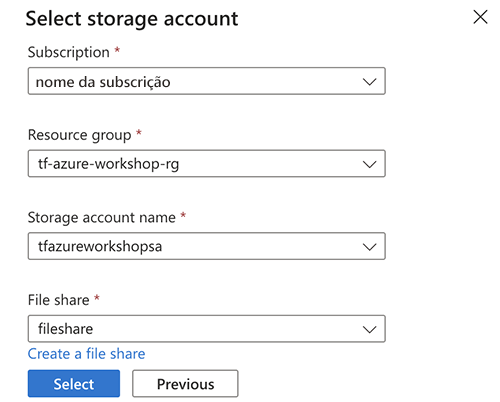 Select storage account
Subscription *
nome da subscrição
Resource group *
tf-azure-workshop-rg
Storage account name *
tfazureworkshopsa
File share *
fileshare
Create a file share
Select
Previous